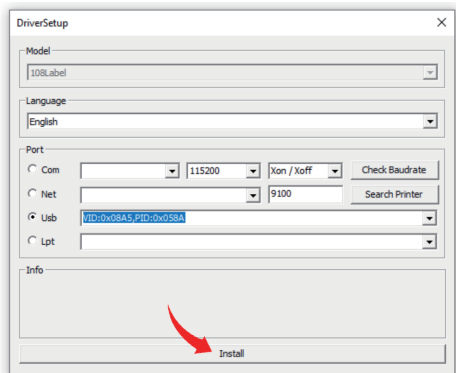 DriverSetup
Model
108Label
Language
English
Port
Com 115200 Xon / Xoff Check Baudrate
Net 9100 Search Printer
Usb VID:0x08A5,PID:0x058A
Lpt
Info
Install